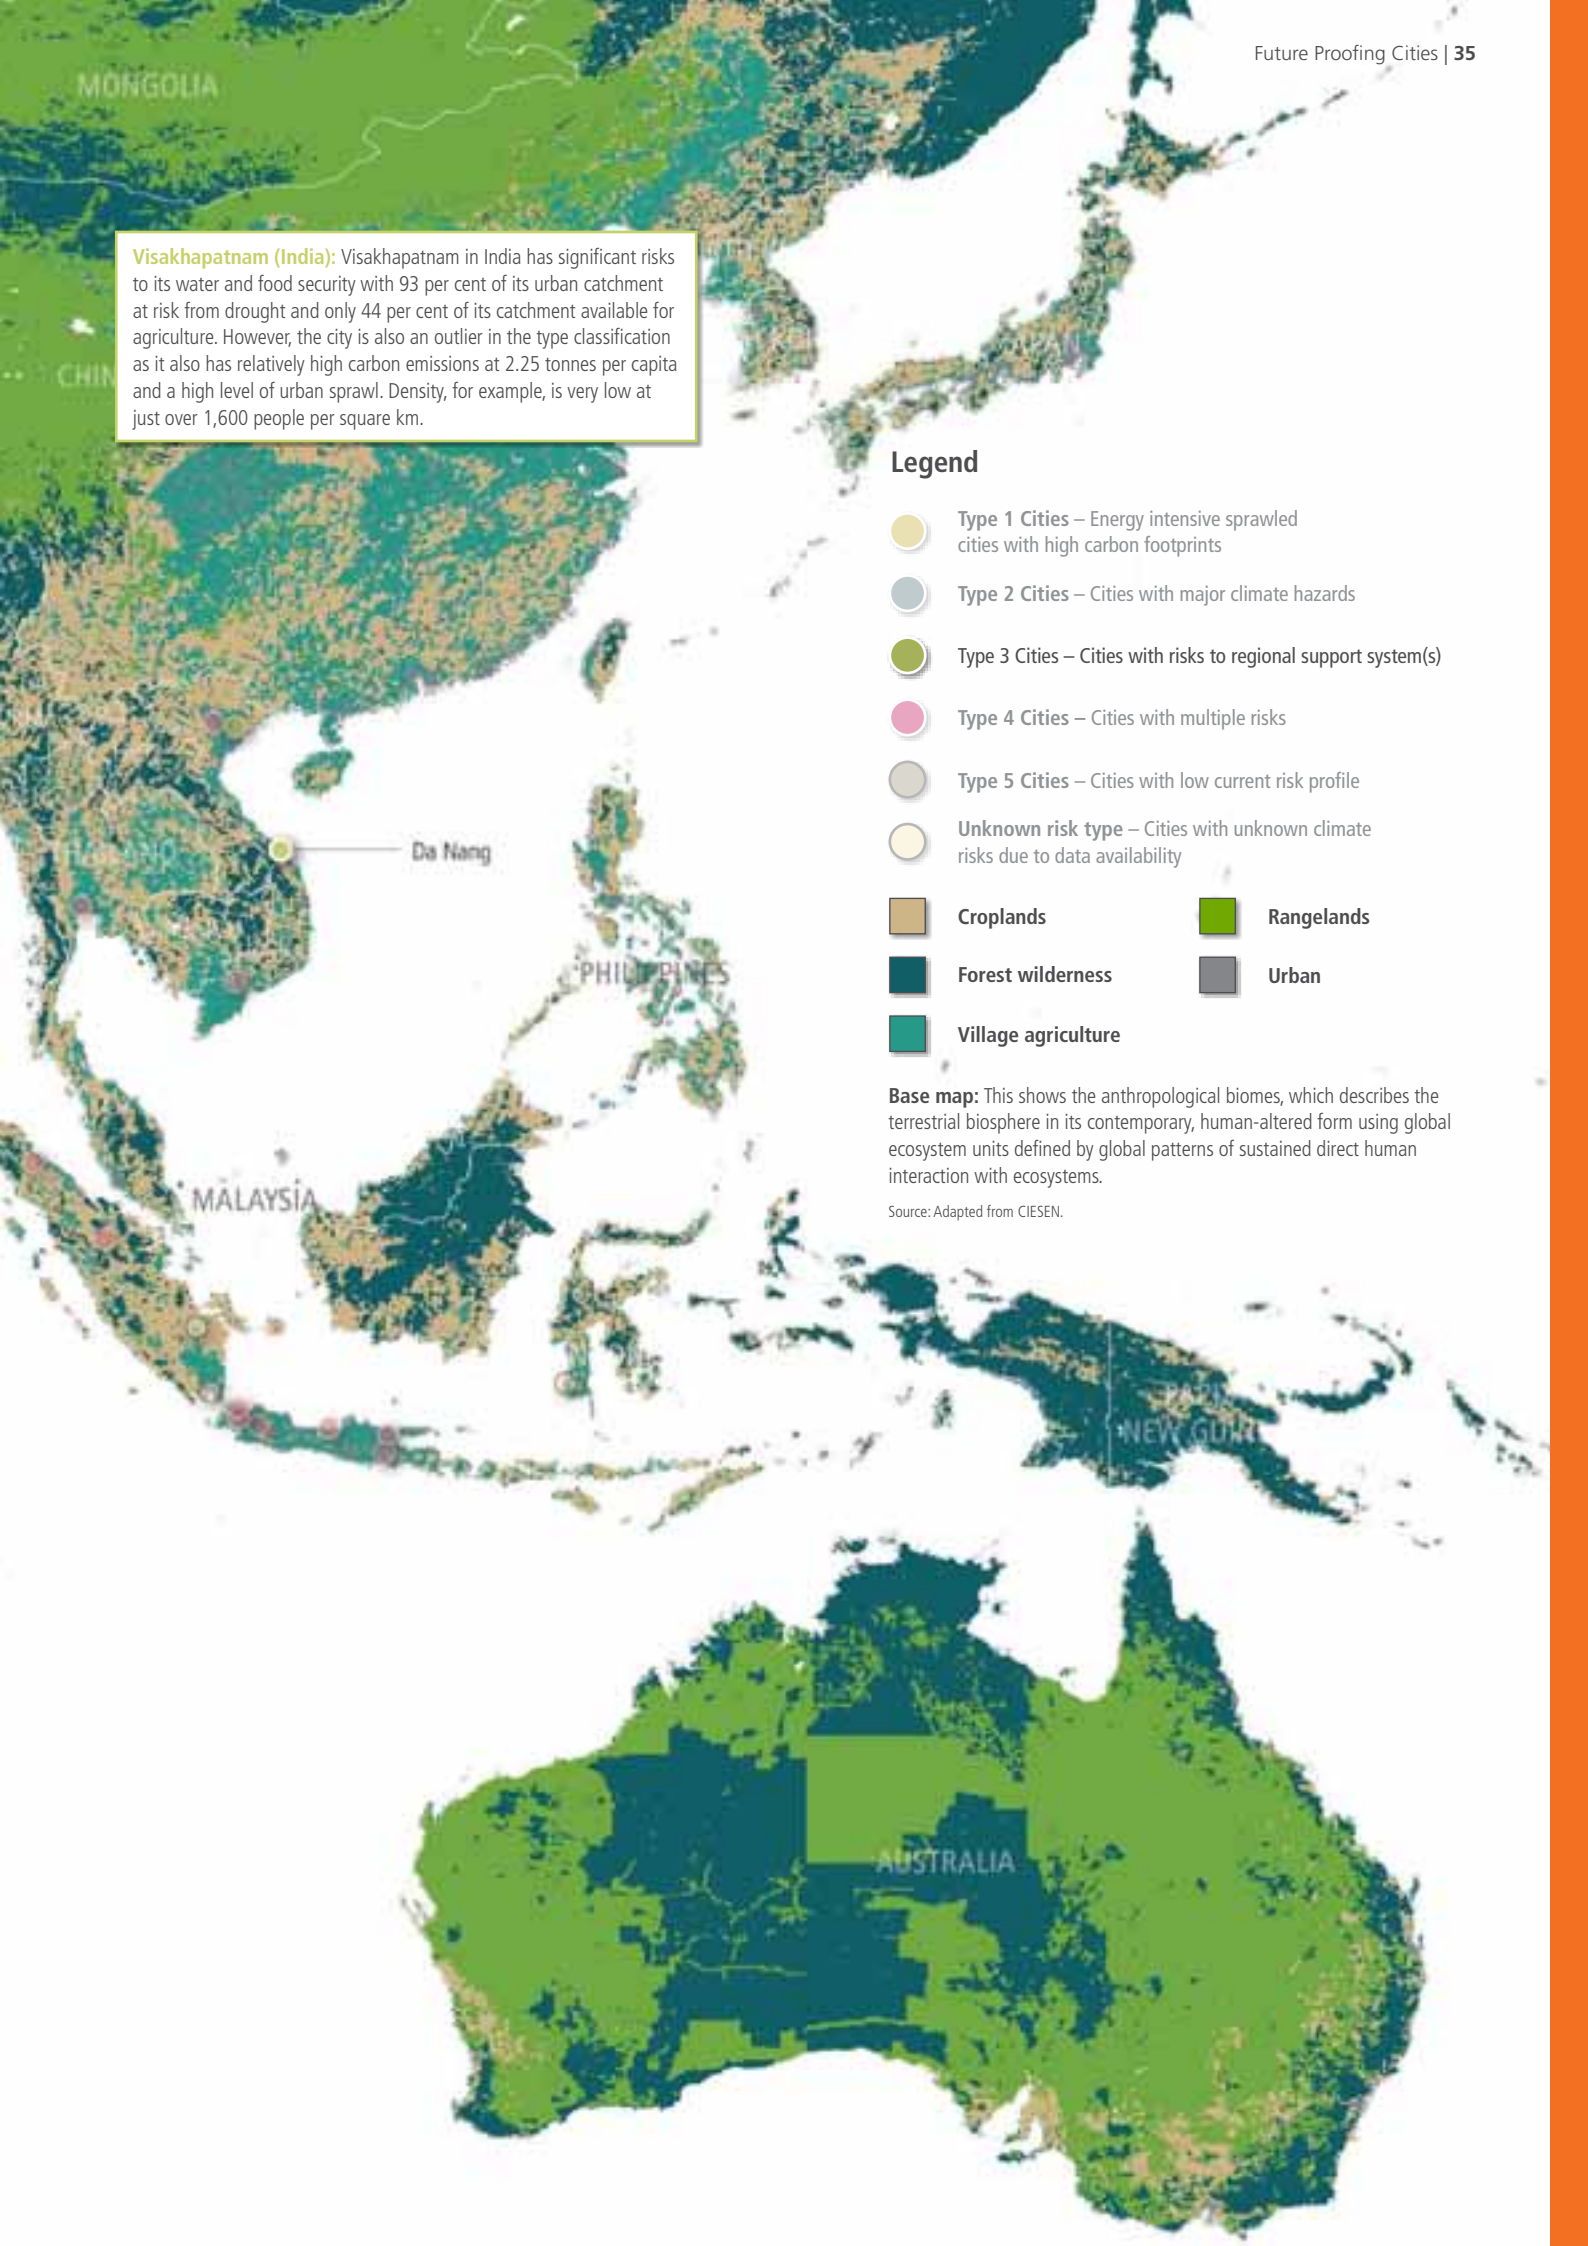 Future Proofing Cities | 35
MONGOLIA
Visakhapatnam (India): Visakhapatnam in India has significant risks
to its water and food security with 93 per cent of its urban catchment
at risk from drought and only 44 per cent of its catchment available for
agriculture. However, the city is also an outlier in the type classification
as it also has relatively high carbon emissions at 2.25 tonnes per capita
and a high level of urban sprawl. Density, for example, is very low at
just over 1,600 people per square km.
CHIN
Legend
Type 1 Cities – Energy intensive sprawled
cities with high carbon footprints
Type 2 Cities – Cities with major climate hazards
Type 3 Cities – Cities with risks to regional support system(s)
Type 4 Cities – Cities with multiple risks
Type 5 Cities – Cities with low current risk profile
Unknown risk type – Cities with unknown climate
risks due to data availability
Croplands
Rangelands
Forest wilderness
Urban
Village agriculture
Base map: This shows the anthropological biomes, which describes the
terrestrial biosphere in its contemporary, human-altered form using global
ecosystem units defined by global patterns of sustained direct human
interaction with ecosystems.
Source: Adapted from CIESEN.
THAILAND
Da Nang
PHILIPPINES
MALAYSIA
NEW GUIN
AUSTRALIA